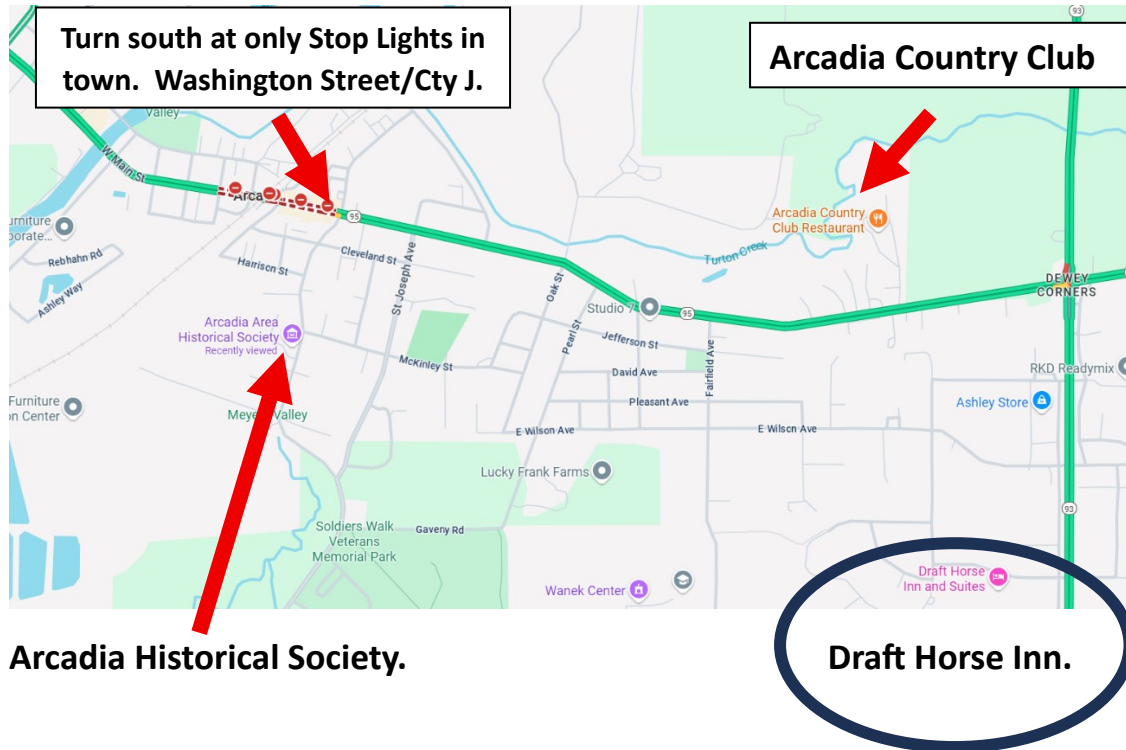 Turn south at only Stop Lights in
town. Washington Street/Cty J.
Arcadia Country Club
93
Valley
W Main St
Arca
95
Arcadia Country
Club Restaurant
urniture
orate...
Rebhahn Rd
Ashley Way
Harrison St
Cleveland St
St Joseph Ave
Oak St
Turton Creek
DEWEY
CORNERS
Studio 7
95
Pearl St
Arcadia Area
Historical Society
Recently viewed
Jefferson St
McKinley St
David Ave
Fairfield Ave
RKD Readymix
Furniture
on Center
Meyers Valley
Pleasant Ave
Ashley Store
E Wilson Ave
E Wilson Ave
Lucky Frank Farms
93
Soldiers Walk
Veterans
Memorial Park
Gaveny Rd
Wanek Center
Draft Horse
Inn and Suites
Arcadia Historical Society.
Draft Horse Inn.